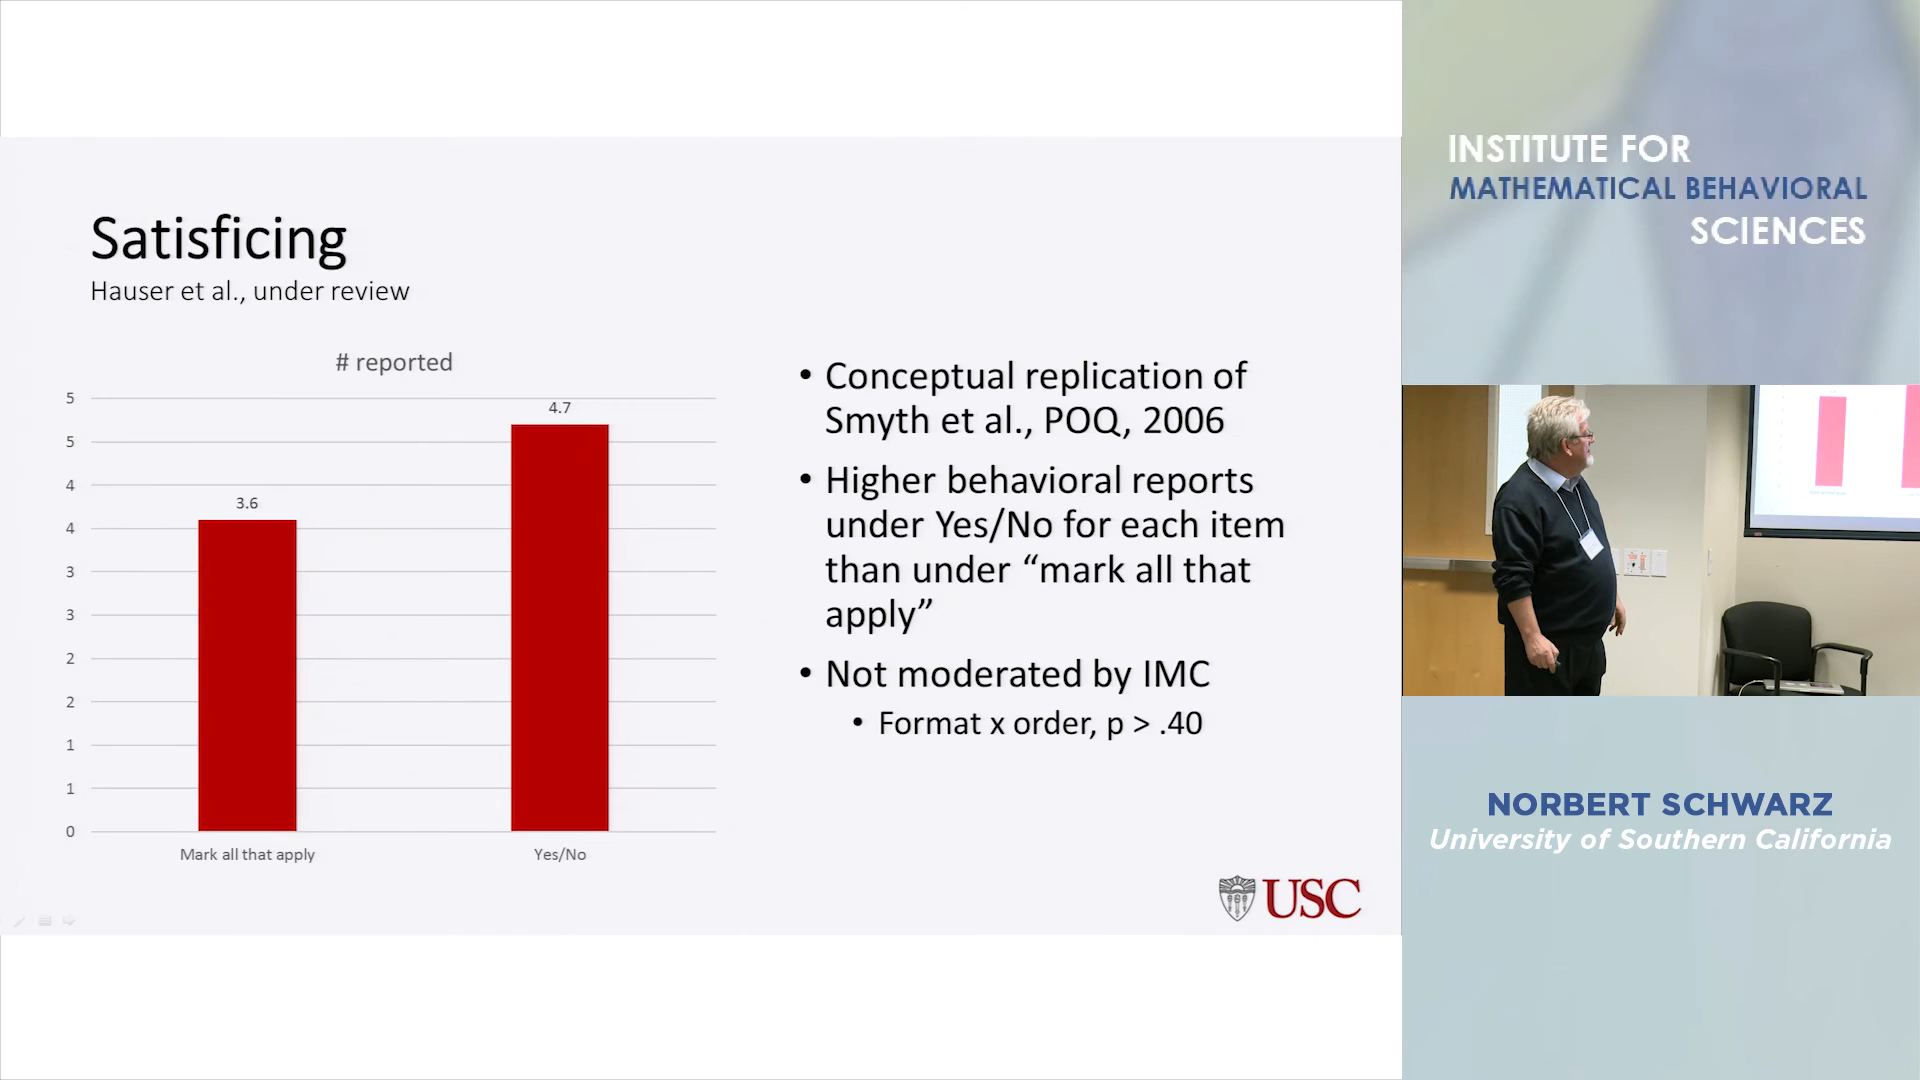 Satisficing
Hauser et al., under review
# reported
5
5
4
4
3
3
2
2
1
1
0
3.6
4.7
Mark all that apply
Yes/No
• Conceptual replication of
Smyth et al., POQ, 2006
• Higher behavioral reports
under Yes/No for each item
than under “mark all that
apply”
• Not moderated by IMC
• Format x order, p > .40
USC
INSTITUTE FOR
MATHEMATICAL BEHAVIORAL
SCIENCES
NORBERT SCHWARZ
University of Southern California